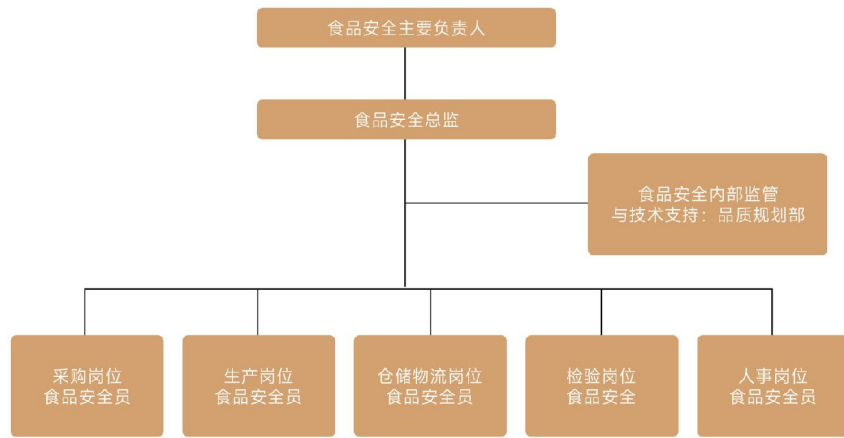 食品安全主要负责人
食品安全总监
食品安全内部监管
与技术支持：品质规划部
采购岗位
食品安全员
生产岗位
食品安全员
仓储物流岗位
食品安全员
检验岗位
食品安全
人事岗位
食品安全员